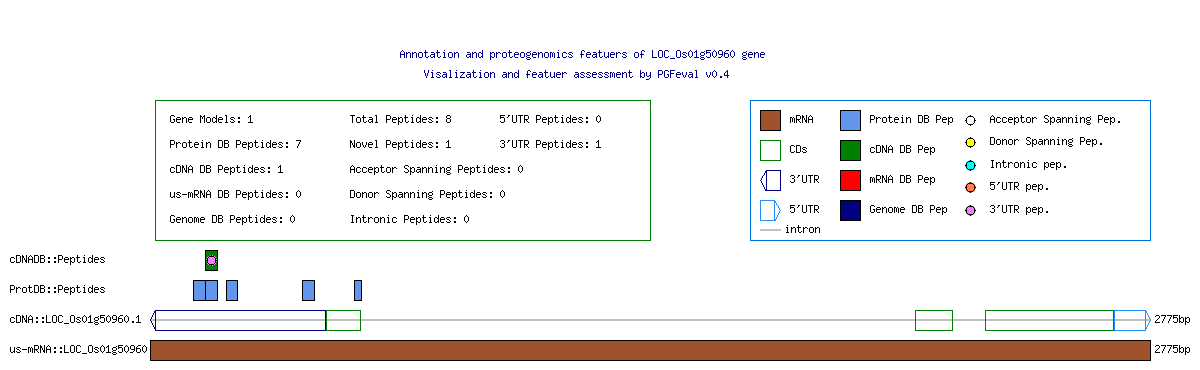 Annotation and proteogenomics featuers of LOC_Os01g50960 gene
Visalization and featuer assessment by PGFeval v0.4
Gene Models: 1 Total Peptides: 8 5'UTR Peptides: 0
Protein DB Peptides: 7 Novel Peptides: 1 3'UTR Peptides: 1
cDNA DB Peptides: 1 Acceptor Spanning Peptides: 0
us-mRNA DB Peptides: 0 Donor Spanning Peptides: 0
Genome DB Peptides: 0 Intronic Peptides: 0
mRNA Protein DB Pep Acceptor Spanning Pep.
CDs cDNA DB Pep Donor Spanning Pep.
3'UTR mRNA DB Pep Intronic pep.
5'UTR Genome DB Pep 5'UTR pep.
intron 3'UTR pep.
cDNADB::Peptides
ProtDB::Peptides
cDNA::LOC_Os01g50960.1 2775bp
us-mRNA::LOC_Os01g50960 2775bp